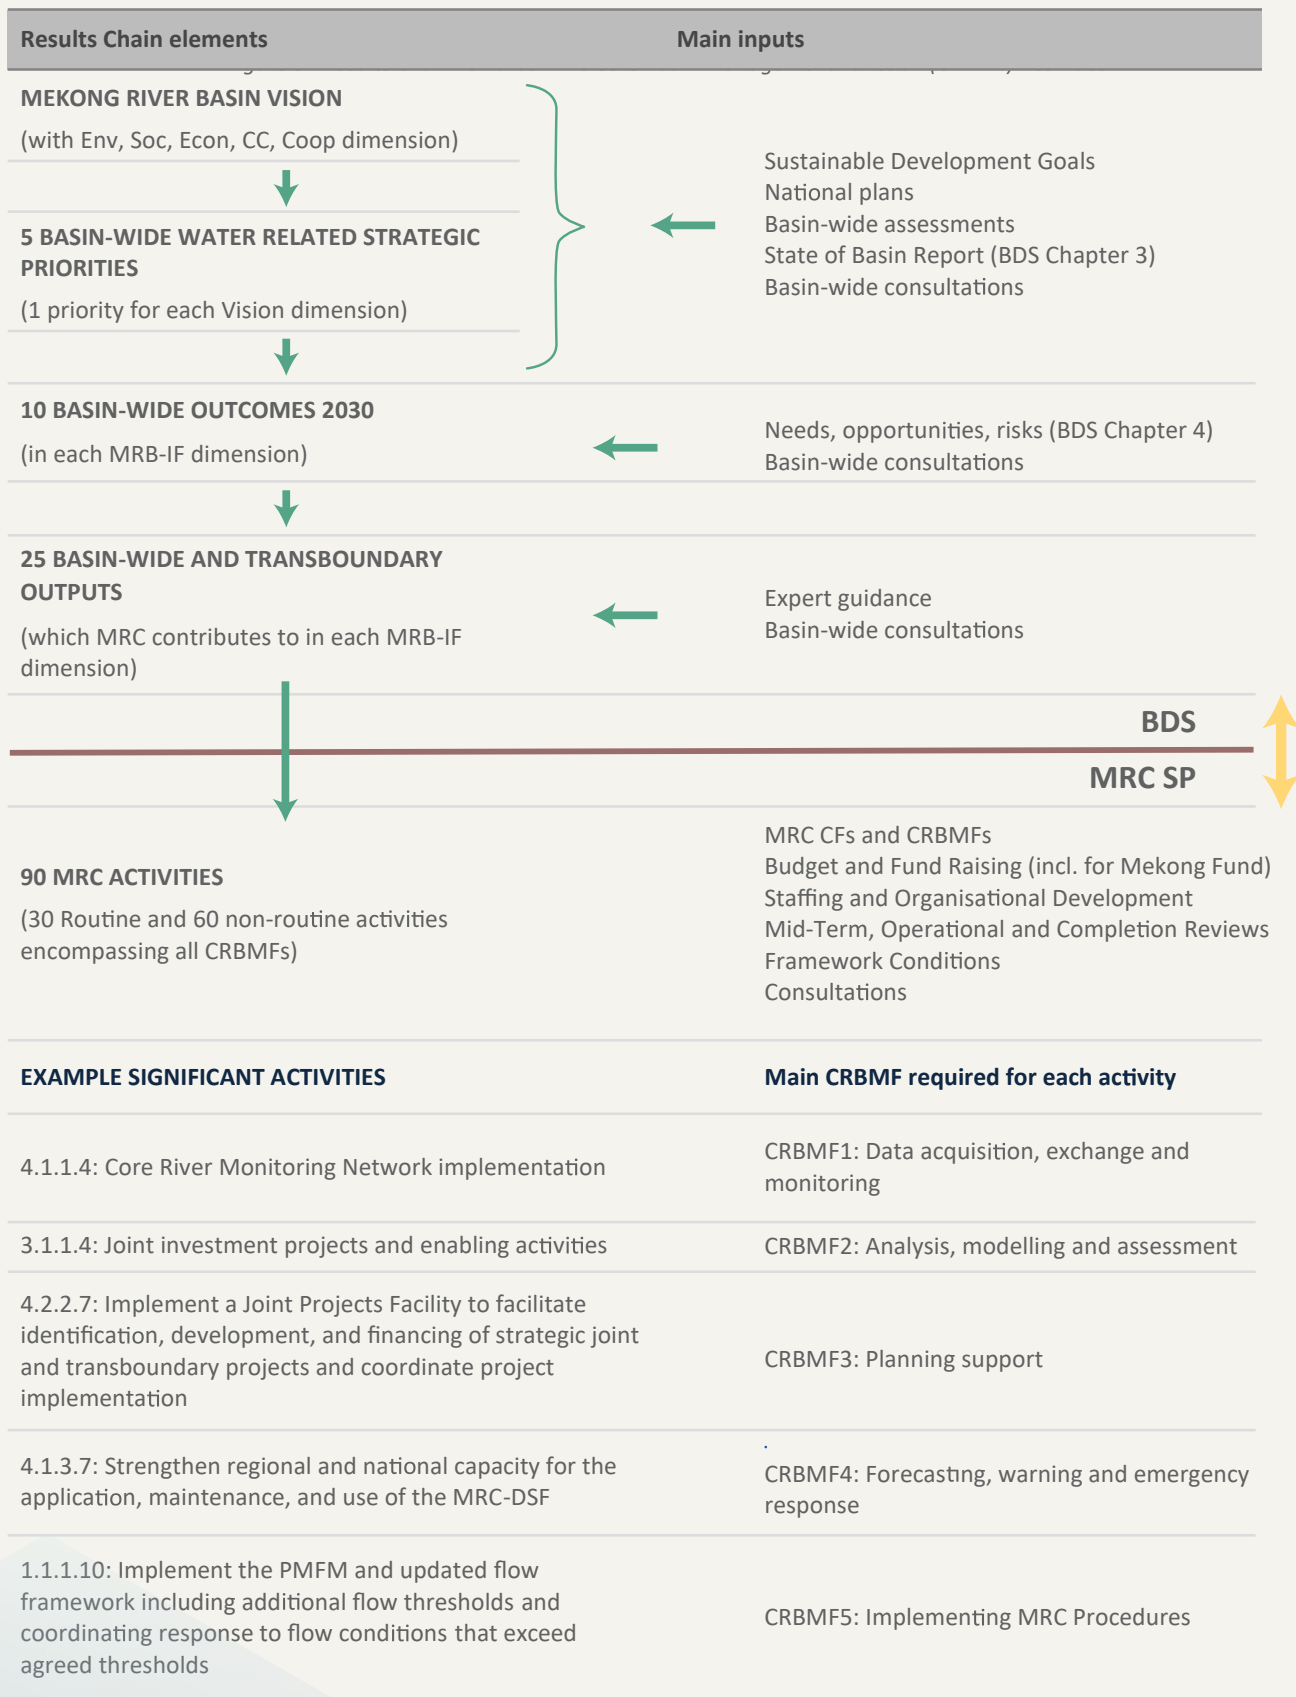 Results Chain elements
Main inputs
MEKONG RIVER BASIN VISION
(with Env, Soc, Econ, CC, Coop dimension)
5 BASIN-WIDE WATER RELATED STRATEGIC
PRIORITIES
(1 priority for each Vision dimension)
Sustainable Development Goals
National plans
Basin-wide assessments
State of Basin Report (BDS Chapter 3)
Basin-wide consultations
10 BASIN-WIDE OUTCOMES 2030
(in each MRB-IF dimension)
Needs, opportunities, risks (BDS Chapter 4)
Basin-wide consultations
25 BASIN-WIDE AND TRANSBOUNDARY
OUTPUTS
(which MRC contributes to in each MRB-IF
dimension)
Expert guidance
Basin-wide consultations
BDS
MRC SP
90 MRC ACTIVITIES
(30 Routine and 60 non-routine activities
encompassing all CRBMFs)
MRC CFs and CRBMFs
Budget and Fund Raising (incl. for Mekong Fund)
Staffing and Organisational Development
Mid-Term, Operational and Completion Reviews
Framework Conditions
Consultations
EXAMPLE SIGNIFICANT ACTIVITIES
Main CRBMF required for each activity
4.1.1.4: Core River Monitoring Network implementation
CRBMF1: Data acquisition, exchange and
monitoring
3.1.1.4: Joint investment projects and enabling activities
CRBMF2: Analysis, modelling and assessment
4.2.2.7: Implement a Joint Projects Facility to facilitate
identification, development, and financing of strategic joint
and transboundary projects and coordinate project
implementation
CRBMF3: Planning support
4.1.3.7: Strengthen regional and national capacity for the
application, maintenance, and use of the MRC-DSF
CRBMF4: Forecasting, warning and emergency
response
1.1.1.10: Implement the PMFM and updated flow
framework including additional flow thresholds and
coordinating response to flow conditions that exceed
agreed thresholds
CRBMF5: Implementing MRC Procedures